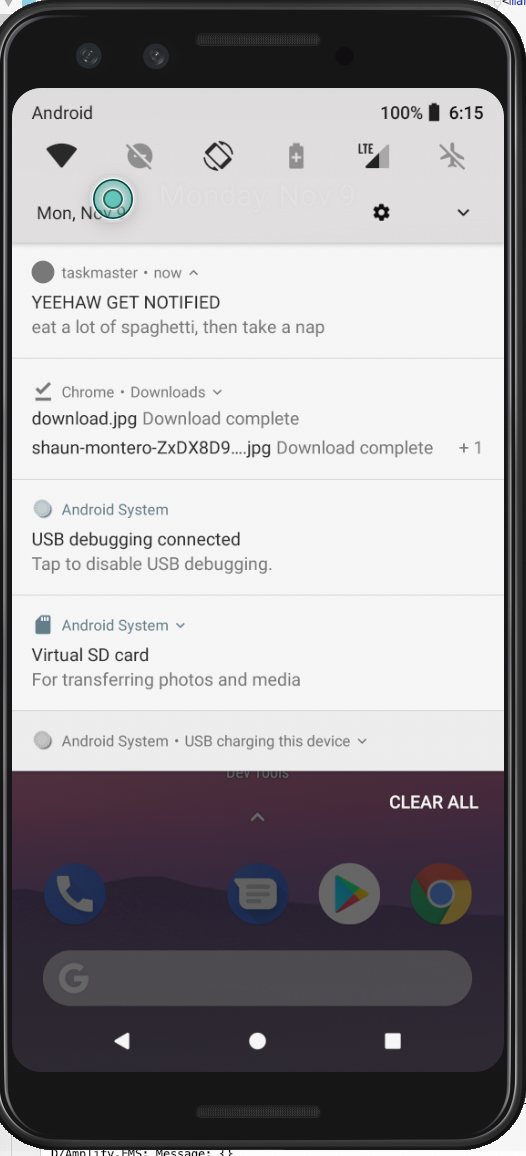 <mar
Android 100% 6:15
LTE
Monday, Nov 9
Mon, Nov 9
taskmaster • now
YEEHAW GET NOTIFIED
eat a lot of spaghetti, then take a nap
Chrome • Downloads
download.jpg Download complete
shaun-montero-ZxDX8D9....jpg Download complete + 1
Android System
USB debugging connected
Tap to disable USB debugging.
Android System
Virtual SD card
For transferring photos and media
Android System • USB charging this device
Dev Tools
CLEAR ALL
G
D/Amplify.FMS: Message: {}